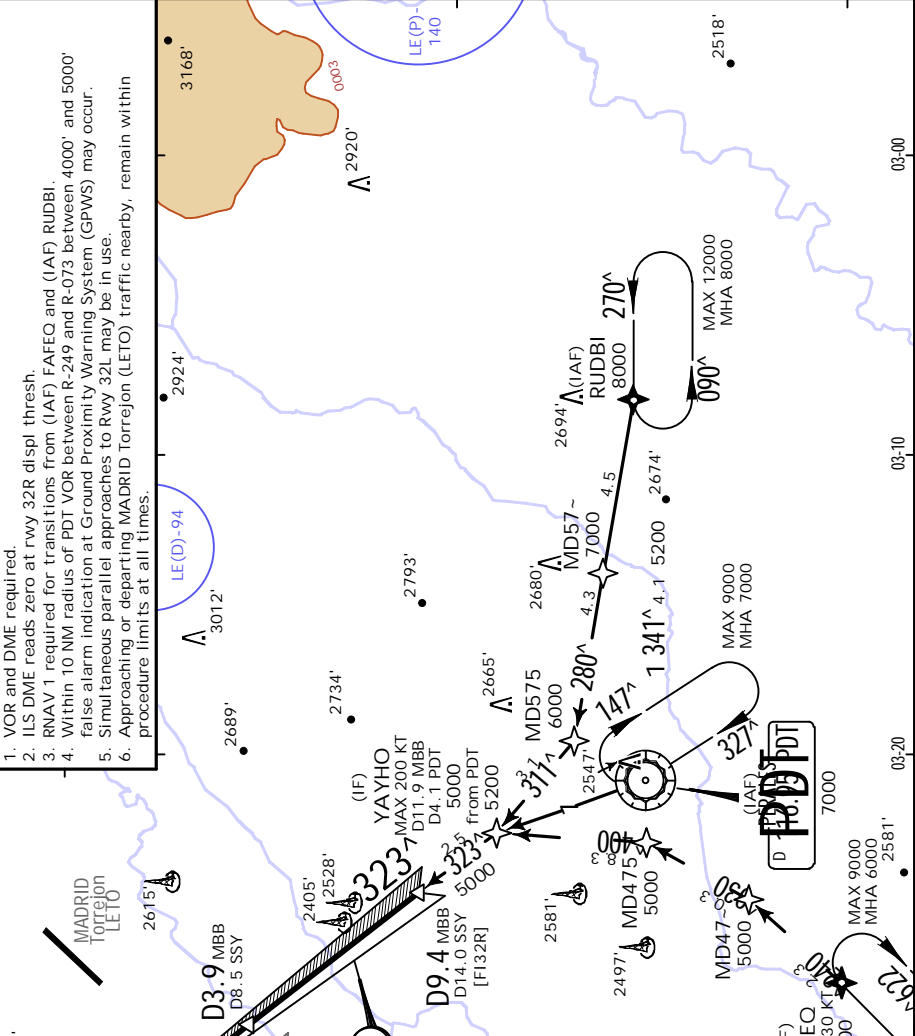 1. VOR and DME required.
2. ILS DME reads zero at rwy 32R displ thresh.
3. RNAV 1 required for transitions from (IAF) FAFEQ and (IAF) RUDBI.
4. Within 10 NM radius of PDT VOR between R-249 and R-073 between 4000' and 5000'
false alarm indication at Ground Proximity Warning System (GPWS) may occur.
5. Simultaneous parallel approaches to Rwy 32L may be in use.
6. Approaching or departing MADRID Torrejon (LETO) traffic nearby, remain within
procedure limits at all times.
3168'
0003
LE(P)-
140
2518'
2920'
2924'
LE(D)-94
3012'
03-00
270^
MAX 12000
MHA 8000
090^
(IAF)
RUDBI
8000
2694'
4.5
2674'
03-10
MD57~
7000
2680'
4.3
280^
2793'
5200
4.1
341^
MAX 9000
MHA 7000
147^
327^
2665'
MD575
6000
311^
2547'
2734'
2689'
(IF)
YAYHO
MAX 200 KT
D11.9 MBB
D4.1 PDT
5000
from PDT
5200
2.5
323^
5000
323^
(IAF)
PDT
D
PDT
7000
03-20
MADRID
Torrejon
LETO
2615'
2528'
2405'
D3.9 MBB
D8.5 SSY
D9.4 MBB
D14.0 SSY
[FI32R]
2581'
2497'
MD475
5000
MD47~
5000
2581'
MAX 9000
MHA 6000